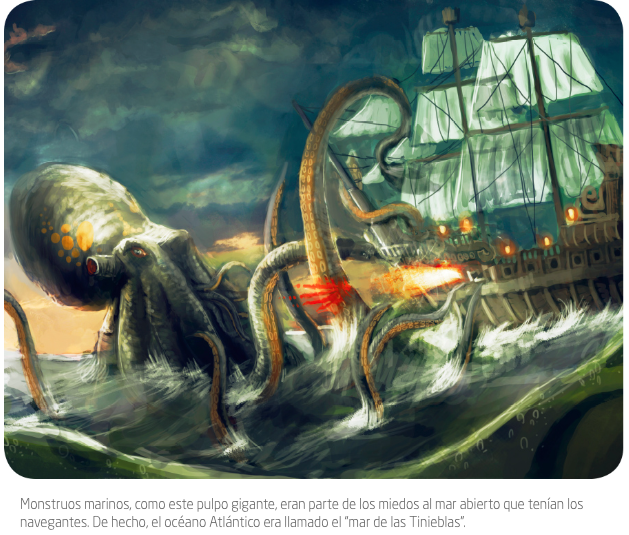 Monstruos marinos, como este pulpo gigante, eran parte de los miedos al mar abierto que tenían los
navegantes. De hecho, el océano Atlántico era llamado el "mar de las Tinieblas".